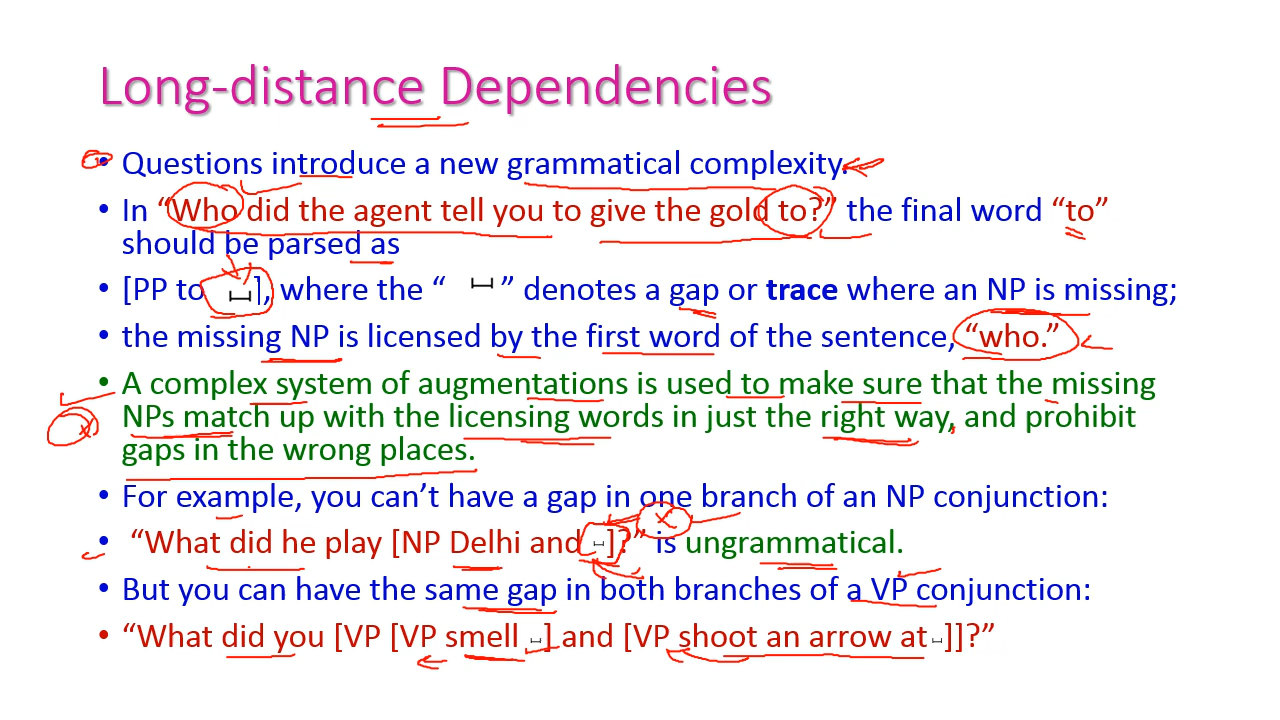 Long-distance Dependencies
• Questions introduce a new grammatical complexity.
• In “Who did the agent tell you to give the gold to?” the final word “to”
should be parsed as
• [PP to ␣], where the “ ␣ ” denotes a gap or trace where an NP is missing;
• the missing NP is licensed by the first word of the sentence, “who.”
• A complex system of augmentations is used to make sure that the missing
NPs match up with the licensing words in just the right way, and prohibit
gaps in the wrong places.
• For example, you can’t have a gap in one branch of an NP conjunction:
• “What did he play [NP Delhi and ␣]?” is ungrammatical.
• But you can have the same gap in both branches of a VP conjunction:
• “What did you [VP [VP smell ␣] and [VP shoot an arrow at ␣]]?”